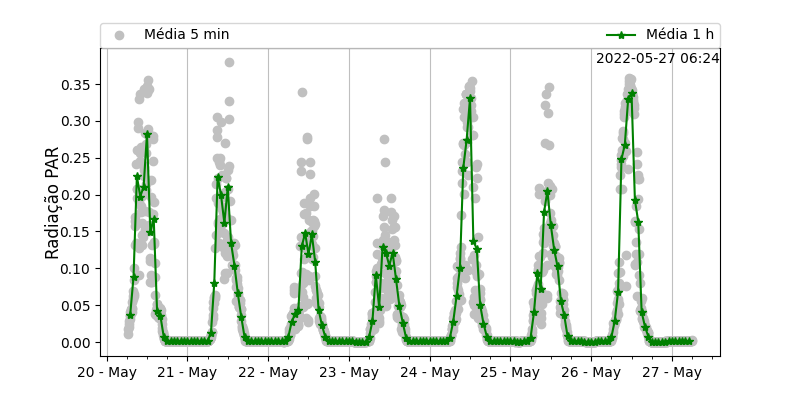 Média 5 min
Média 1 h
2022-05-27 06:24
Radiação PAR
0.35
0.30
0.25
0.20
0.15
0.10
0.05
0.00
20 - May
21 - May
22 - May
23 - May
24 - May
25 - May
26 - May
27 - May